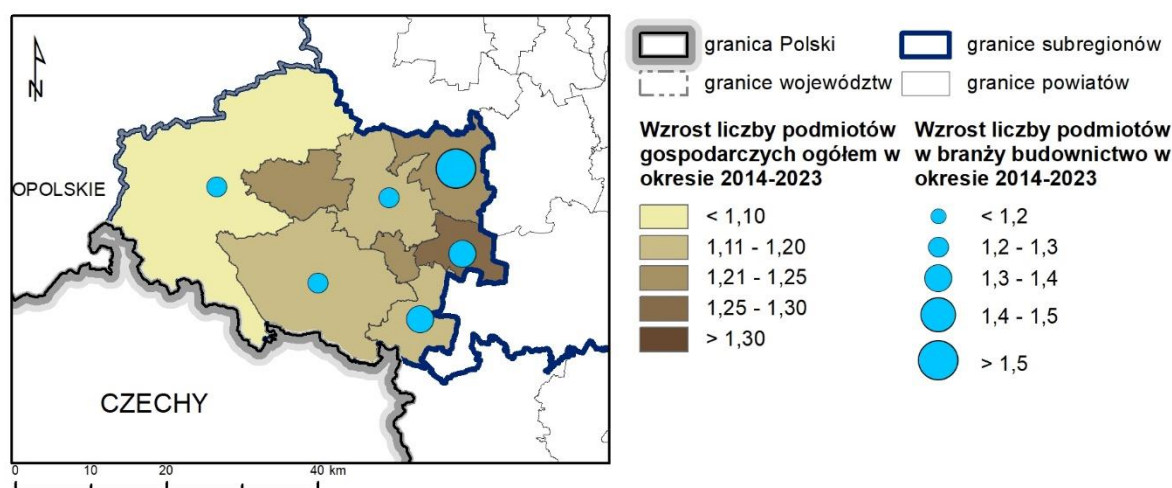 N
OPOLSKIE
CZECHY
0 10 20 40 km
granica Polski
granice subregionów
granice województw
granice powiatów
Wzrost liczby podmiotów
gospodarczych ogółem w
okresie 2014-2023
< 1,10
1,11 - 1,20
1,21 - 1,25
1,25 - 1,30
> 1,30
Wzrost liczby podmiotów
w branży budownictwo w
okresie 2014-2023
< 1,2
1,2 - 1,3
1,3 - 1,4
1,4 - 1,5
> 1,5